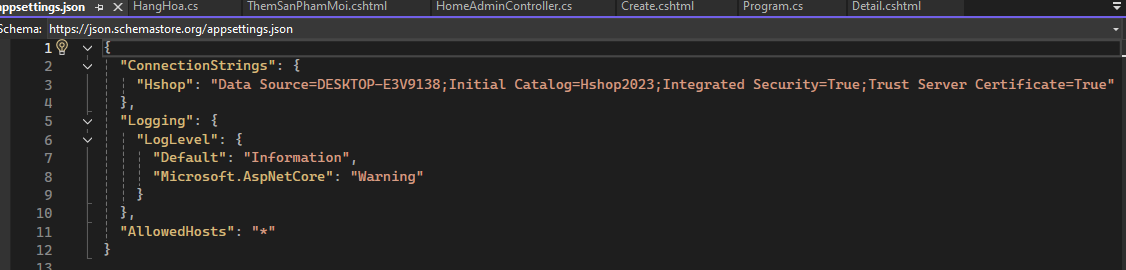 appsettings.json HangHoa.cs ThemSanPhamMoi.cshtml HomeAdminController.cs Create.cshtml Program.cs Detail.cshtml
Schema: https://json.schemastore.org/appsettings.json
1 {
2 "ConnectionStrings": {
3 "Hshop": "Data Source=DESKTOP-E3V9138;Initial Catalog=Hshop2023;Integrated Security=True;Trust Server Certificate=True"
4 },
5 "Logging": {
6 "LogLevel": {
7 "Default": "Information",
8 "Microsoft.AspNetCore": "Warning"
9 }
10 },
11 "AllowedHosts": "*"
12 }
13